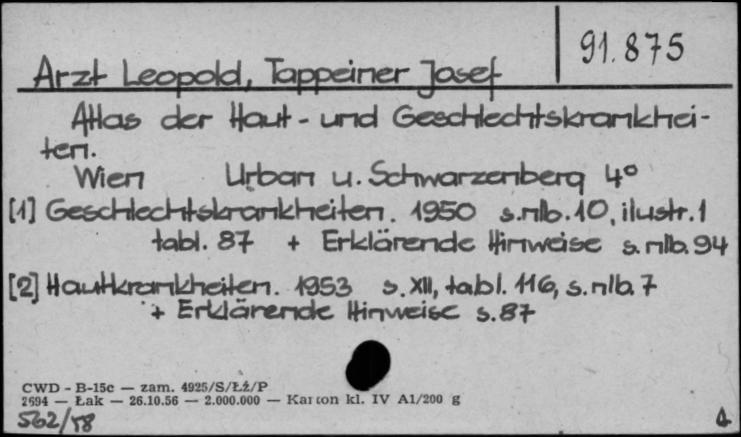 91.875
Arzt Leopold, Tappeiner Josef
Atlas der Haut- und Geschlechtskrankhei-
ten.
Wien Urban u. Schwarzenberg 4°
[1] Geschlechtskrankheiten. 1950 s.nlb.10, ilustr.1
tabl. 87 + Erklärende Hinweise s.nlb.94
[2] Hautkrankheiten. 1953 s.XII, tabl. 116, s.nlb.7
+ Erklärende Hinweise s.87
CWD - B-15c — zam. 4925/S/Łż/P
2694 — Łak — 26.10.56 — 2.000.000 — Karton kl. IV A1/200 g
562/58